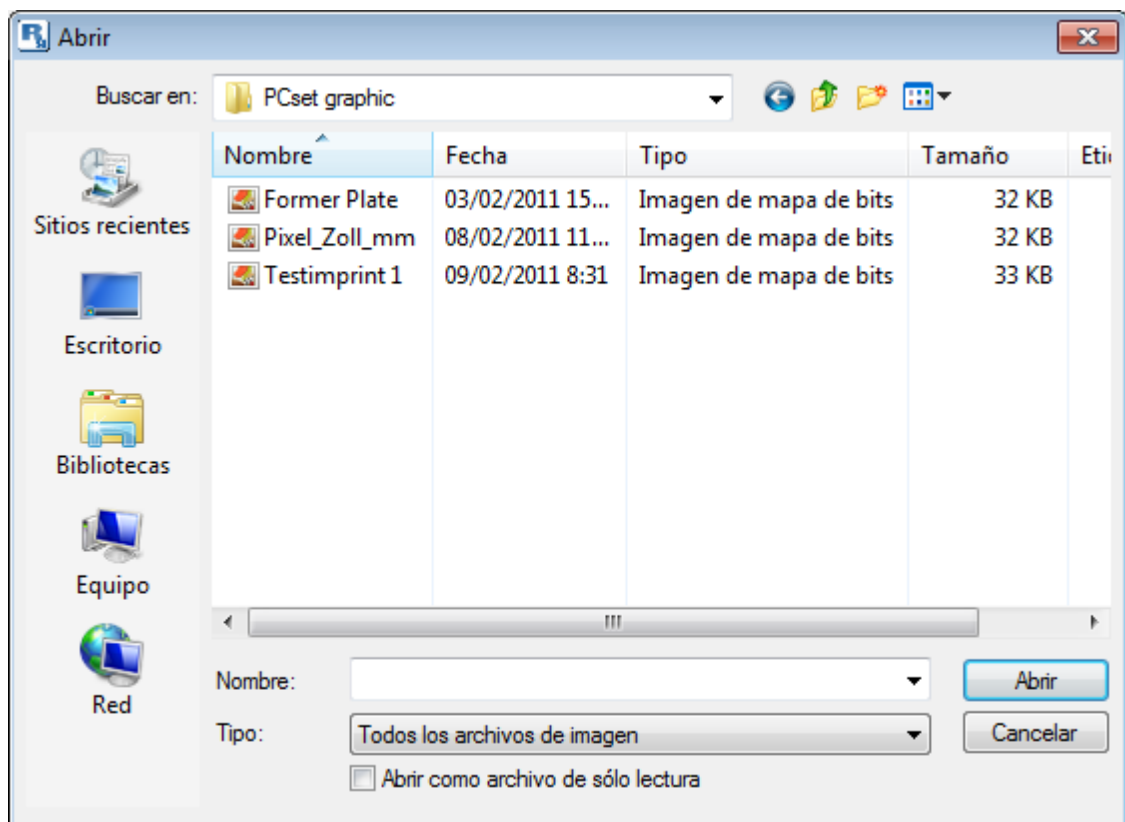 Abrir
Buscar en: PCset graphic
Nombre Fecha Tipo Tamaño Eti
Former Plate 03/02/2011 15... Imagen de mapa de bits 32 KB
Pixel_Zoll_mm 08/02/2011 11... Imagen de mapa de bits 32 KB
Testimprint 1 09/02/2011 8:31 Imagen de mapa de bits 33 KB
Sitios recientes
Escritorio
Bibliotecas
Equipo
Red
Nombre: Abrir
Tipo: Todos los archivos de imagen Cancelar
Abrir como archivo de sólo lectura